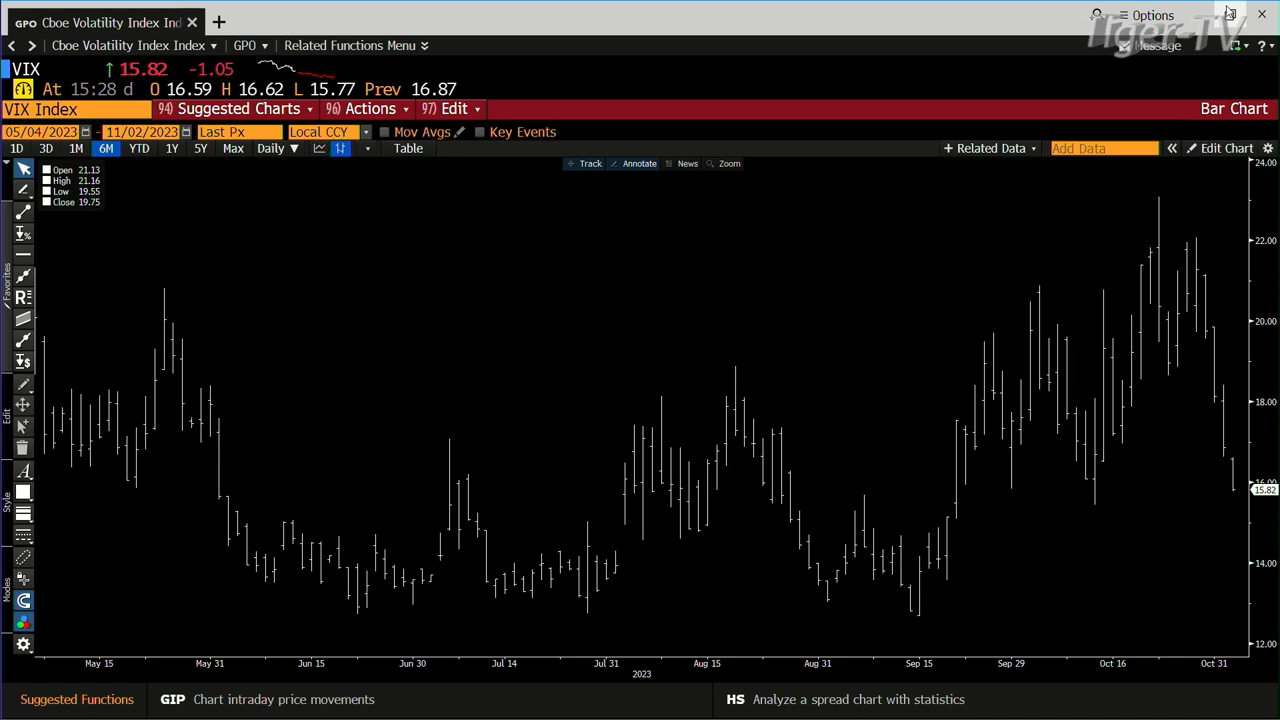 GPO Cboe Volatility Index Ind × +
Options
Tiger-TV
Cboe Volatility Index Index GPO Related Functions Menu Message ?
VIX 15.82 -1.05
At 15:28 d O 16.59 H 16.62 L 15.77 Prev 16.87
VIX Index 94) Suggested Charts 96) Actions 97) Edit Bar Chart
05/04/2023 - 11/02/2023 Last Px Local CCY Mov Avgs Key Events
1D 3D 1M 6M YTD 1Y 5Y Max Daily ▼ Table + Related Data Add Data « Edit Chart
Track Annotate News Zoom
Open 21.13
High 21.16
Low 19.55
Close 19.75
24.00
22.00
20.00
18.00
16.00
15.82
14.00
12.00
Favorites
Edit
Style
Modes
May 15 May 31 Jun 15 Jun 30 Jul 14 Jul 31 Aug 15 Aug 31 Sep 15 Sep 29 Oct 16 Oct 31
2023
Suggested Functions GIP Chart intraday price movements HS Analyze a spread chart with statistics